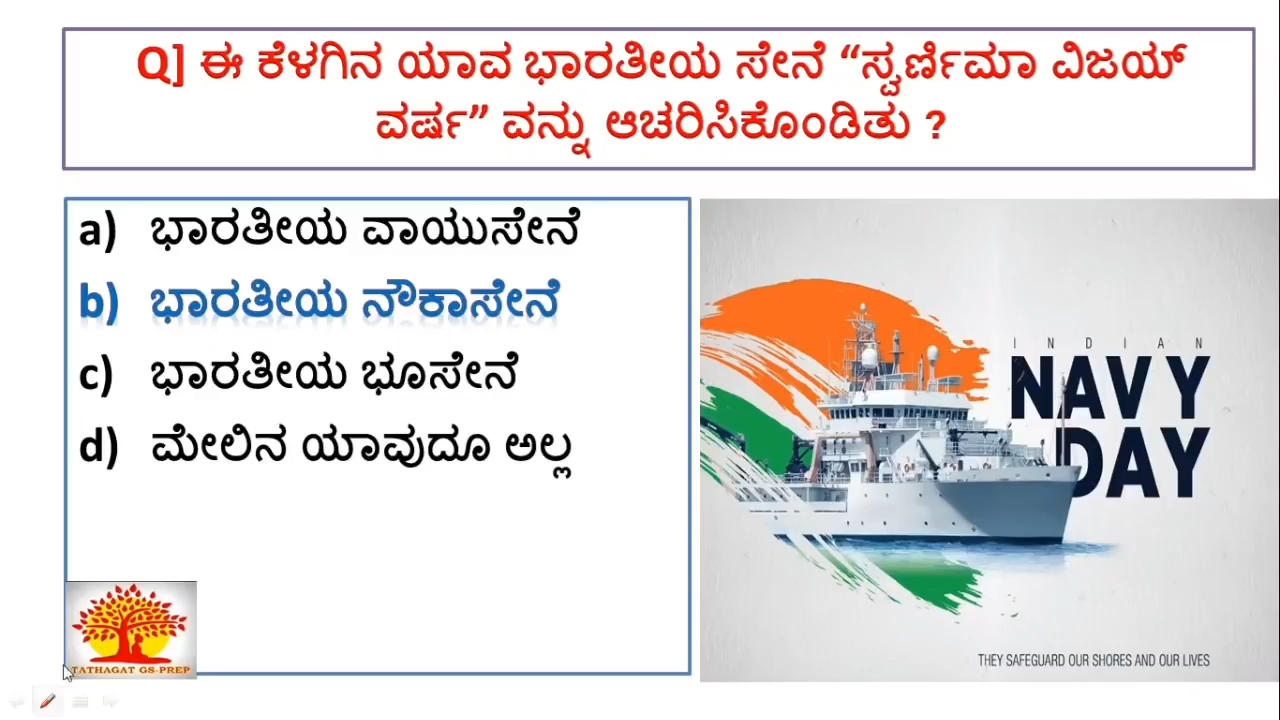 Q] ಈ ಕೆಳಗಿನ ಯಾವ ಭಾರತೀಯ ಸೇನೆ “ಸ್ವರ್ಣಿಮಾ ವಿಜಯ್
ವರ್ಷ” ವನ್ನು ಆಚರಿಸಿಕೊಂಡಿತು ?
a) ಭಾರತೀಯ ವಾಯುಸೇನೆ
b) ಭಾರತೀಯ ನೌಕಾಸೇನೆ
c) ಭಾರತೀಯ ಭೂಸೇನೆ
d) ಮೇಲಿನ ಯಾವುದೂ ಅಲ್ಲ
INDIAN
NAVY
DAY
THEY SAFEGUARD OUR SHORES AND OUR LIVES
TATHAGAT GS-PREP